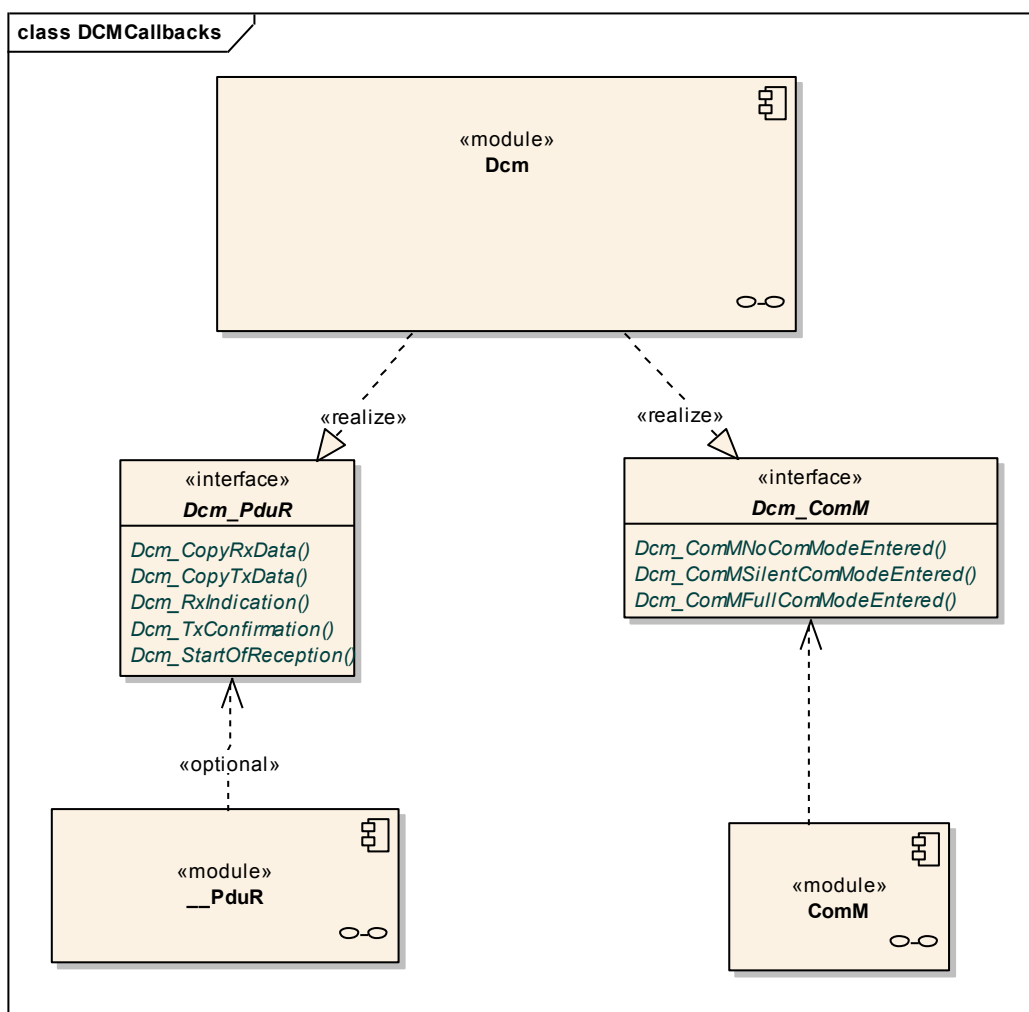 class DCMCallbacks
«module»
Dcm
«realize»
«realize»
«interface»
Dcm_PduR
Dcm_CopyRxData()
Dcm_CopyTxData()
Dcm_RxIndication()
Dcm_TxConfirmation()
Dcm_StartOfReception()
«interface»
Dcm_ComM
Dcm_ComMNoComModeEntered()
Dcm_ComMSilentComModeEntered()
Dcm_ComMFullComModeEntered()
«optional»
«module»
__PduR
«module»
ComM